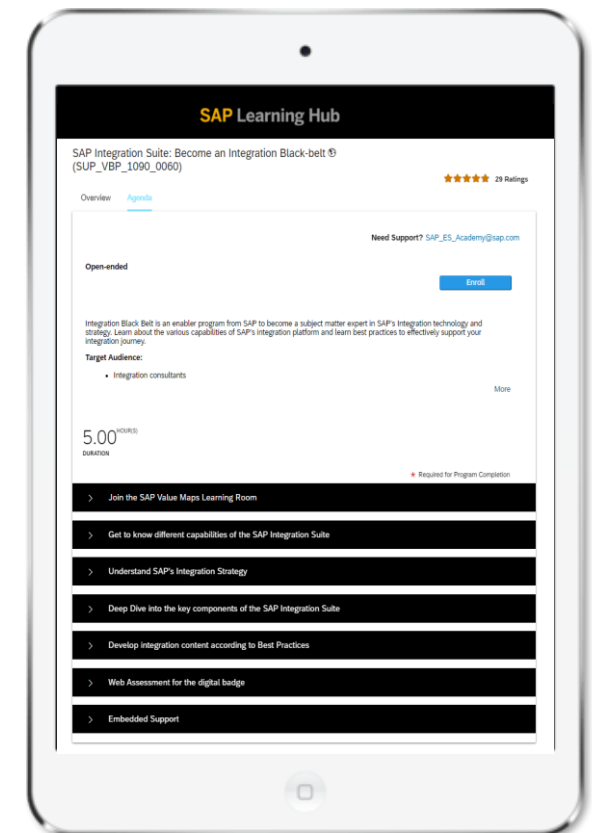 SAP Learning Hub
SAP Integration Suite: Become an Integration Black-belt
(SUP_VBP_1090_0060)
29 Ratings
Overview Agenda
Need Support? SAP_ES_Academy@sap.com
Open-ended
Enroll
Integration Black Belt is an enabler program from SAP to become a subject matter expert in SAP's Integration technology and
strategy. Learn about the various capabilities of SAP's integration platform and learn best practices to effectively support your
integration journey.
Target Audience:
• Integration consultants
More
5.00 HOUR(S)
DURATION
* Required for Program Completion
> Join the SAP Value Maps Learning Room
> Get to know different capabilities of the SAP Integration Suite
> Understand SAP's Integration Strategy
> Deep Dive into the key components of the SAP Integration Suite
> Develop integration content according to Best Practices
> Web Assessment for the digital badge
> Embedded Support